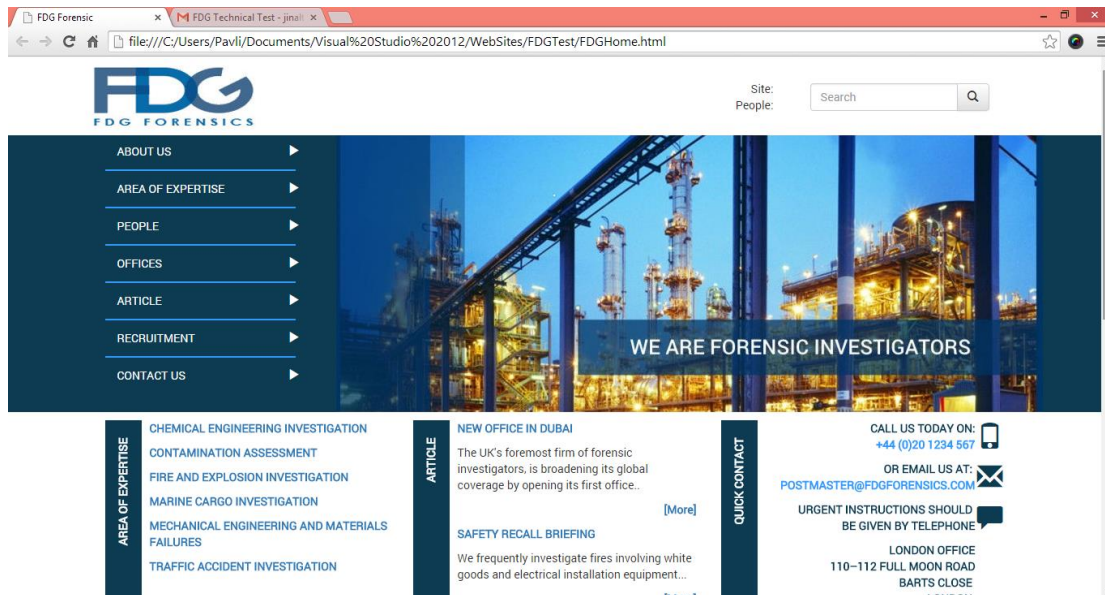 FDG Forensic
FDG Technical Test - jinal
file:///C:/Users/Pavli/Documents/Visual%20Studio%202012/WebSites/FDGTest/FDGHome.html
FDG
FDG FORENSICS
Site:
People:
Search
ABOUT US
AREA OF EXPERTISE
PEOPLE
OFFICES
ARTICLE
RECRUITMENT
CONTACT US
WE ARE FORENSIC INVESTIGATORS
AREA OF EXPERTISE
CHEMICAL ENGINEERING INVESTIGATION
CONTAMINATION ASSESSMENT
FIRE AND EXPLOSION INVESTIGATION
MARINE CARGO INVESTIGATION
MECHANICAL ENGINEERING AND MATERIALS
FAILURES
TRAFFIC ACCIDENT INVESTIGATION
ARTICLE
NEW OFFICE IN DUBAI
The UK's foremost firm of forensic
investigators, is broadening its global
coverage by opening its first office..
[More]
SAFETY RECALL BRIEFING
We frequently investigate fires involving white
goods and electrical installation equipment...
QUICK CONTACT
CALL US TODAY ON:
+44 (0)20 1234 567
OR EMAIL US AT:
POSTMASTER@FDGFORENSICS.COM
URGENT INSTRUCTIONS SHOULD
BE GIVEN BY TELEPHONE
LONDON OFFICE
110–112 FULL MOON ROAD
BARTS CLOSE